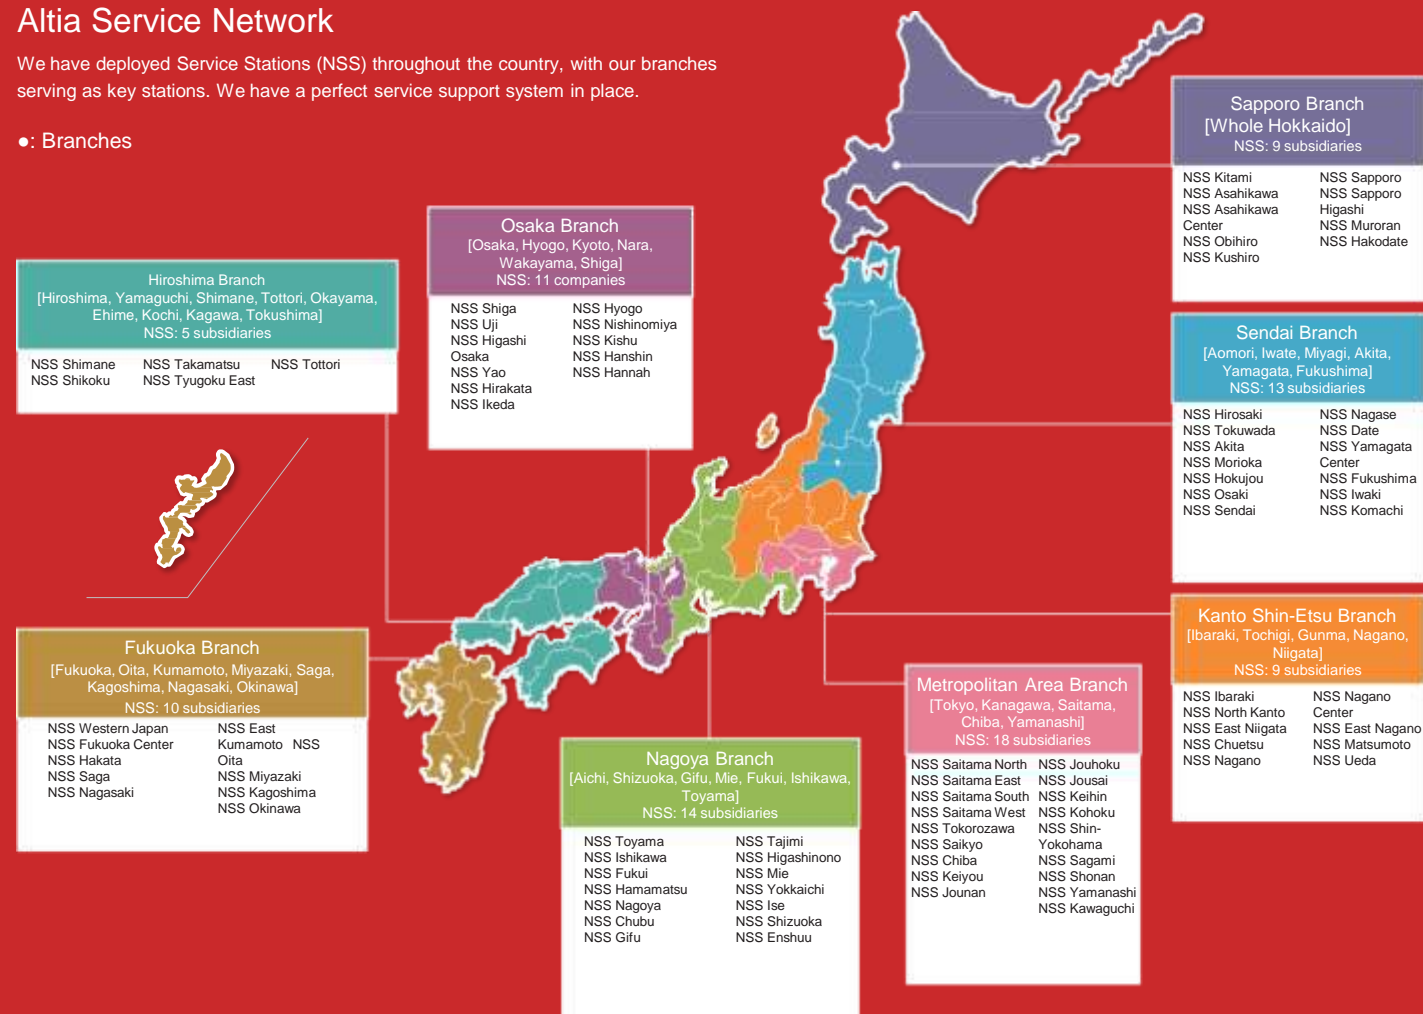 Altia Service Network
We have deployed Service Stations (NSS) throughout the country, with our branches
serving as key stations. We have a perfect service support system in place.
●: Branches
Sapporo Branch
[Whole Hokkaido]
NSS: 9 subsidiaries
NSS Kitami
NSS Asahikawa
NSS Asahikawa
Center
NSS Obihiro
NSS Kushiro
NSS Sapporo
NSS Sapporo
Higashi
NSS Muroran
NSS Hakodate
Osaka Branch
[Osaka, Hyogo, Kyoto, Nara,
Wakayama, Shiga]
NSS: 11 companies
NSS Shiga
NSS Uji
NSS Higashi
Osaka
NSS Yao
NSS Hirakata
NSS Ikeda
NSS Hyogo
NSS Nishinomiya
NSS Kishu
NSS Hanshin
NSS Hannah
Hiroshima Branch
[Hiroshima, Yamaguchi, Shimane, Tottori, Okayama,
Ehime, Kochi, Kagawa, Tokushima]
NSS: 5 subsidiaries
NSS Shimane
NSS Shikoku
NSS Takamatsu
NSS Tyugoku East
NSS Tottori
Sendai Branch
[Aomori, Iwate, Miyagi, Akita,
Yamagata, Fukushima]
NSS: 13 subsidiaries
NSS Hirosaki
NSS Tokuwada
NSS Akita
NSS Morioka
NSS Hokujou
NSS Osaki
NSS Sendai
NSS Nagase
NSS Date
NSS Yamagata
Center
NSS Fukushima
NSS Iwaki
NSS Komachi
Kanto Shin-Etsu Branch
[Ibaraki, Tochigi, Gunma, Nagano,
Niigata]
NSS: 9 subsidiaries
NSS Ibaraki
NSS North Kanto
NSS East Niigata
NSS Chuetsu
NSS Nagano
NSS Nagano
Center
NSS East Nagano
NSS Matsumoto
NSS Ueda
Fukuoka Branch
[Fukuoka, Oita, Kumamoto, Miyazaki, Saga,
Kagoshima, Nagasaki, Okinawa]
NSS: 10 subsidiaries
NSS Western Japan
NSS Fukuoka Center
NSS Hakata
NSS Saga
NSS Nagasaki
NSS East
Kumamoto NSS
Oita
NSS Miyazaki
NSS Kagoshima
NSS Okinawa
Metropolitan Area Branch
[Tokyo, Kanagawa, Saitama,
Chiba, Yamanashi]
NSS: 18 subsidiaries
NSS Saitama North
NSS Saitama East
NSS Saitama South
NSS Saitama West
NSS Tokorozawa
NSS Saikyo
NSS Chiba
NSS Keiyou
NSS Jounan
NSS Jouhoku
NSS Jousai
NSS Keihin
NSS Kohoku
NSS Shin-
Yokohama
NSS Sagami
NSS Shonan
NSS Yamanashi
NSS Kawaguchi
Nagoya Branch
[Aichi, Shizuoka, Gifu, Mie, Fukui, Ishikawa,
Toyama]
NSS: 14 subsidiaries
NSS Toyama
NSS Ishikawa
NSS Fukui
NSS Hamamatsu
NSS Nagoya
NSS Chubu
NSS Gifu
NSS Tajimi
NSS Higashinono
NSS Mie
NSS Yokkaichi
NSS Ise
NSS Shizuoka
NSS Enshuu